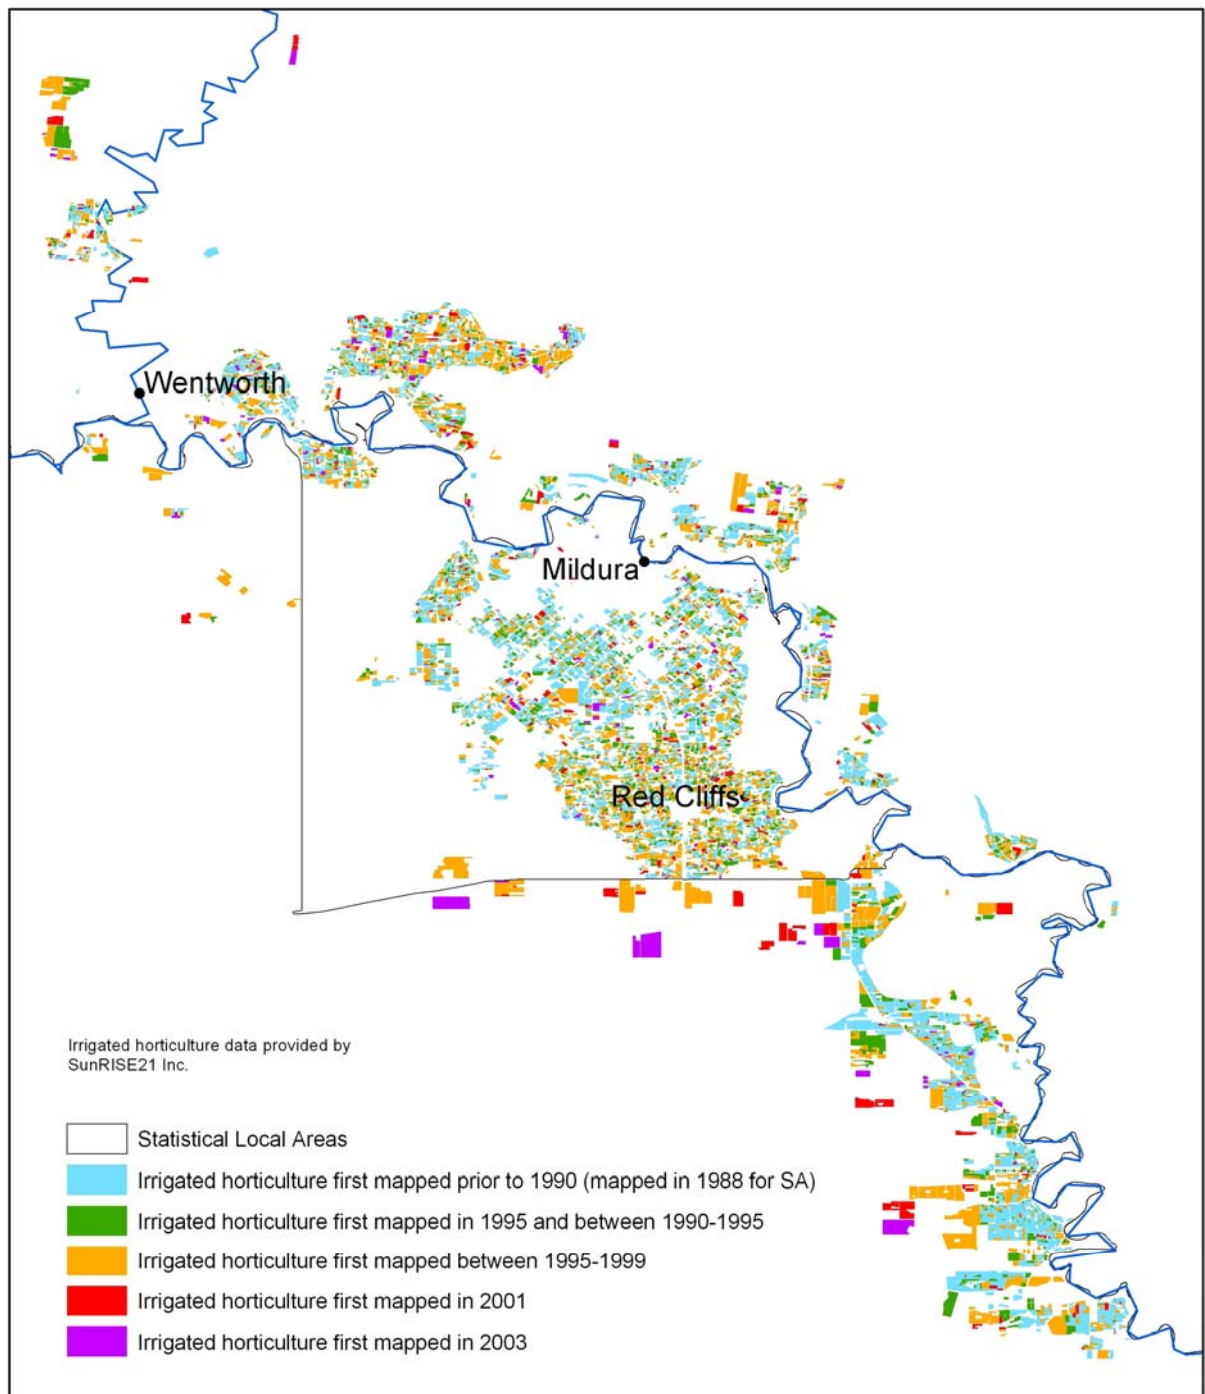 Wentworth
Mildura
Red Cliffs
Irrigated horticulture data provided by
SunRISE21 Inc.
Statistical Local Areas
Irrigated horticulture first mapped prior to 1990 (mapped in 1988 for SA)
Irrigated horticulture first mapped in 1995 and between 1990-1995
Irrigated horticulture first mapped between 1995-1999
Irrigated horticulture first mapped in 2001
Irrigated horticulture first mapped in 2003